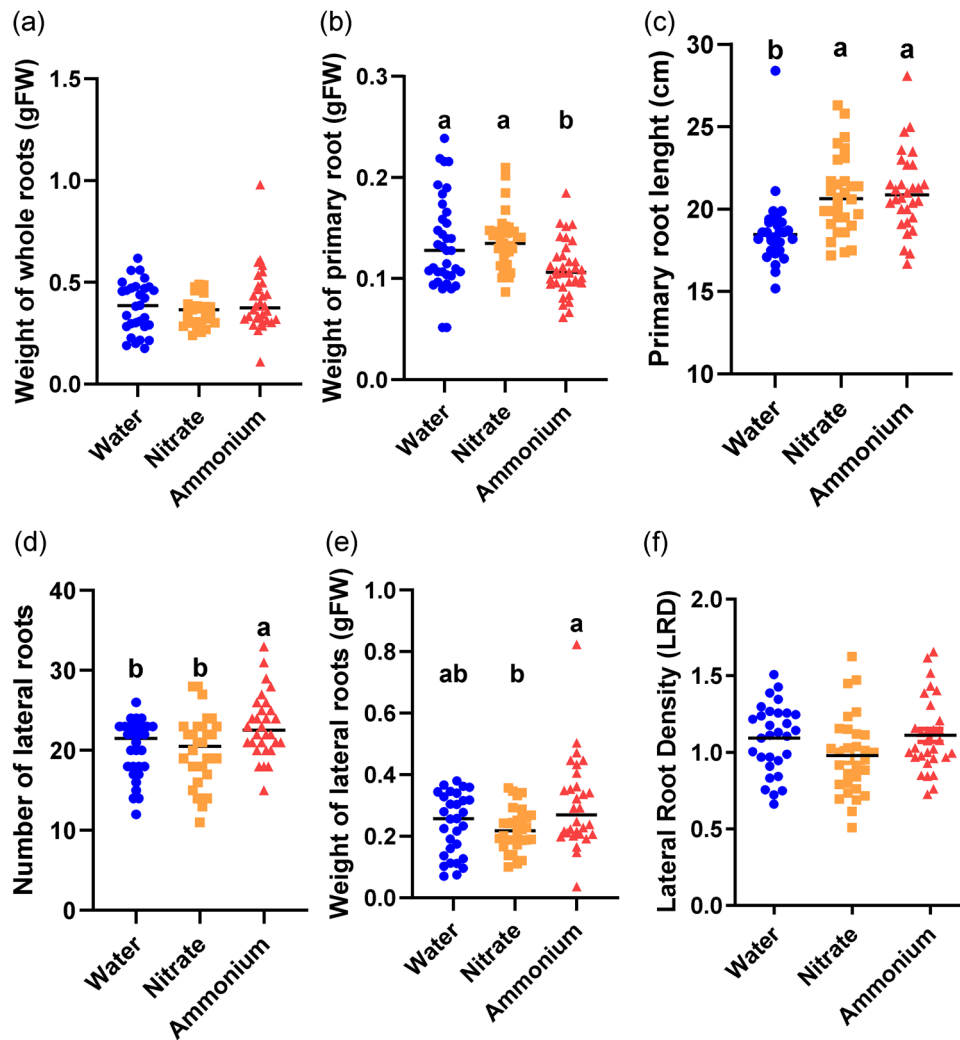 (a)
Weight of whole roots (gFW)
1.5
1.0
0.5
0.0
Water
Nitrate
Ammonium
(b)
Weight of primary root (gFW)
0.3
0.2
0.1
0.0
a
a
b
Water
Nitrate
Ammonium
(c)
Primary root lenght (cm)
30
25
20
15
10
b
a
a
Water
Nitrate
Ammonium
(d)
Number of lateral roots
40
30
20
10
0
b
b
a
Water
Nitrate
Ammonium
(e)
Weight of lateral roots (gFW)
1.0
0.8
0.6
0.4
0.2
0.0
ab
b
a
Water
Nitrate
Ammonium
(f)
Lateral Root Density (LRD)
2.0
1.5
1.0
0.5
0.0
Water
Nitrate
Ammonium